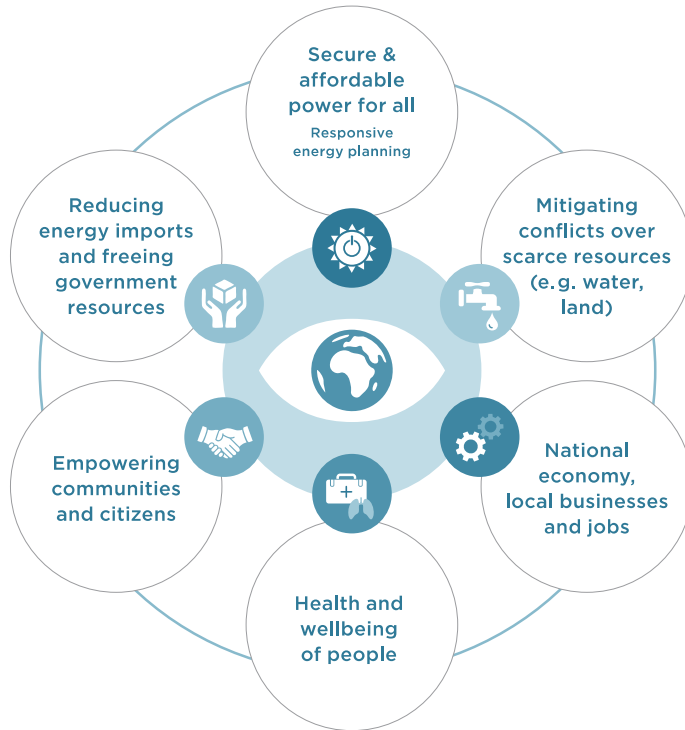 Secure &
affordable
power for all
Responsive
energy planning
Mitigating
conflicts over
scarce resources
(e.g. water,
land)
National
economy,
local businesses
and jobs
Health and
wellbeing
of people
Empowering
communities
and citizens
Reducing
energy imports
and freeing
government
resources